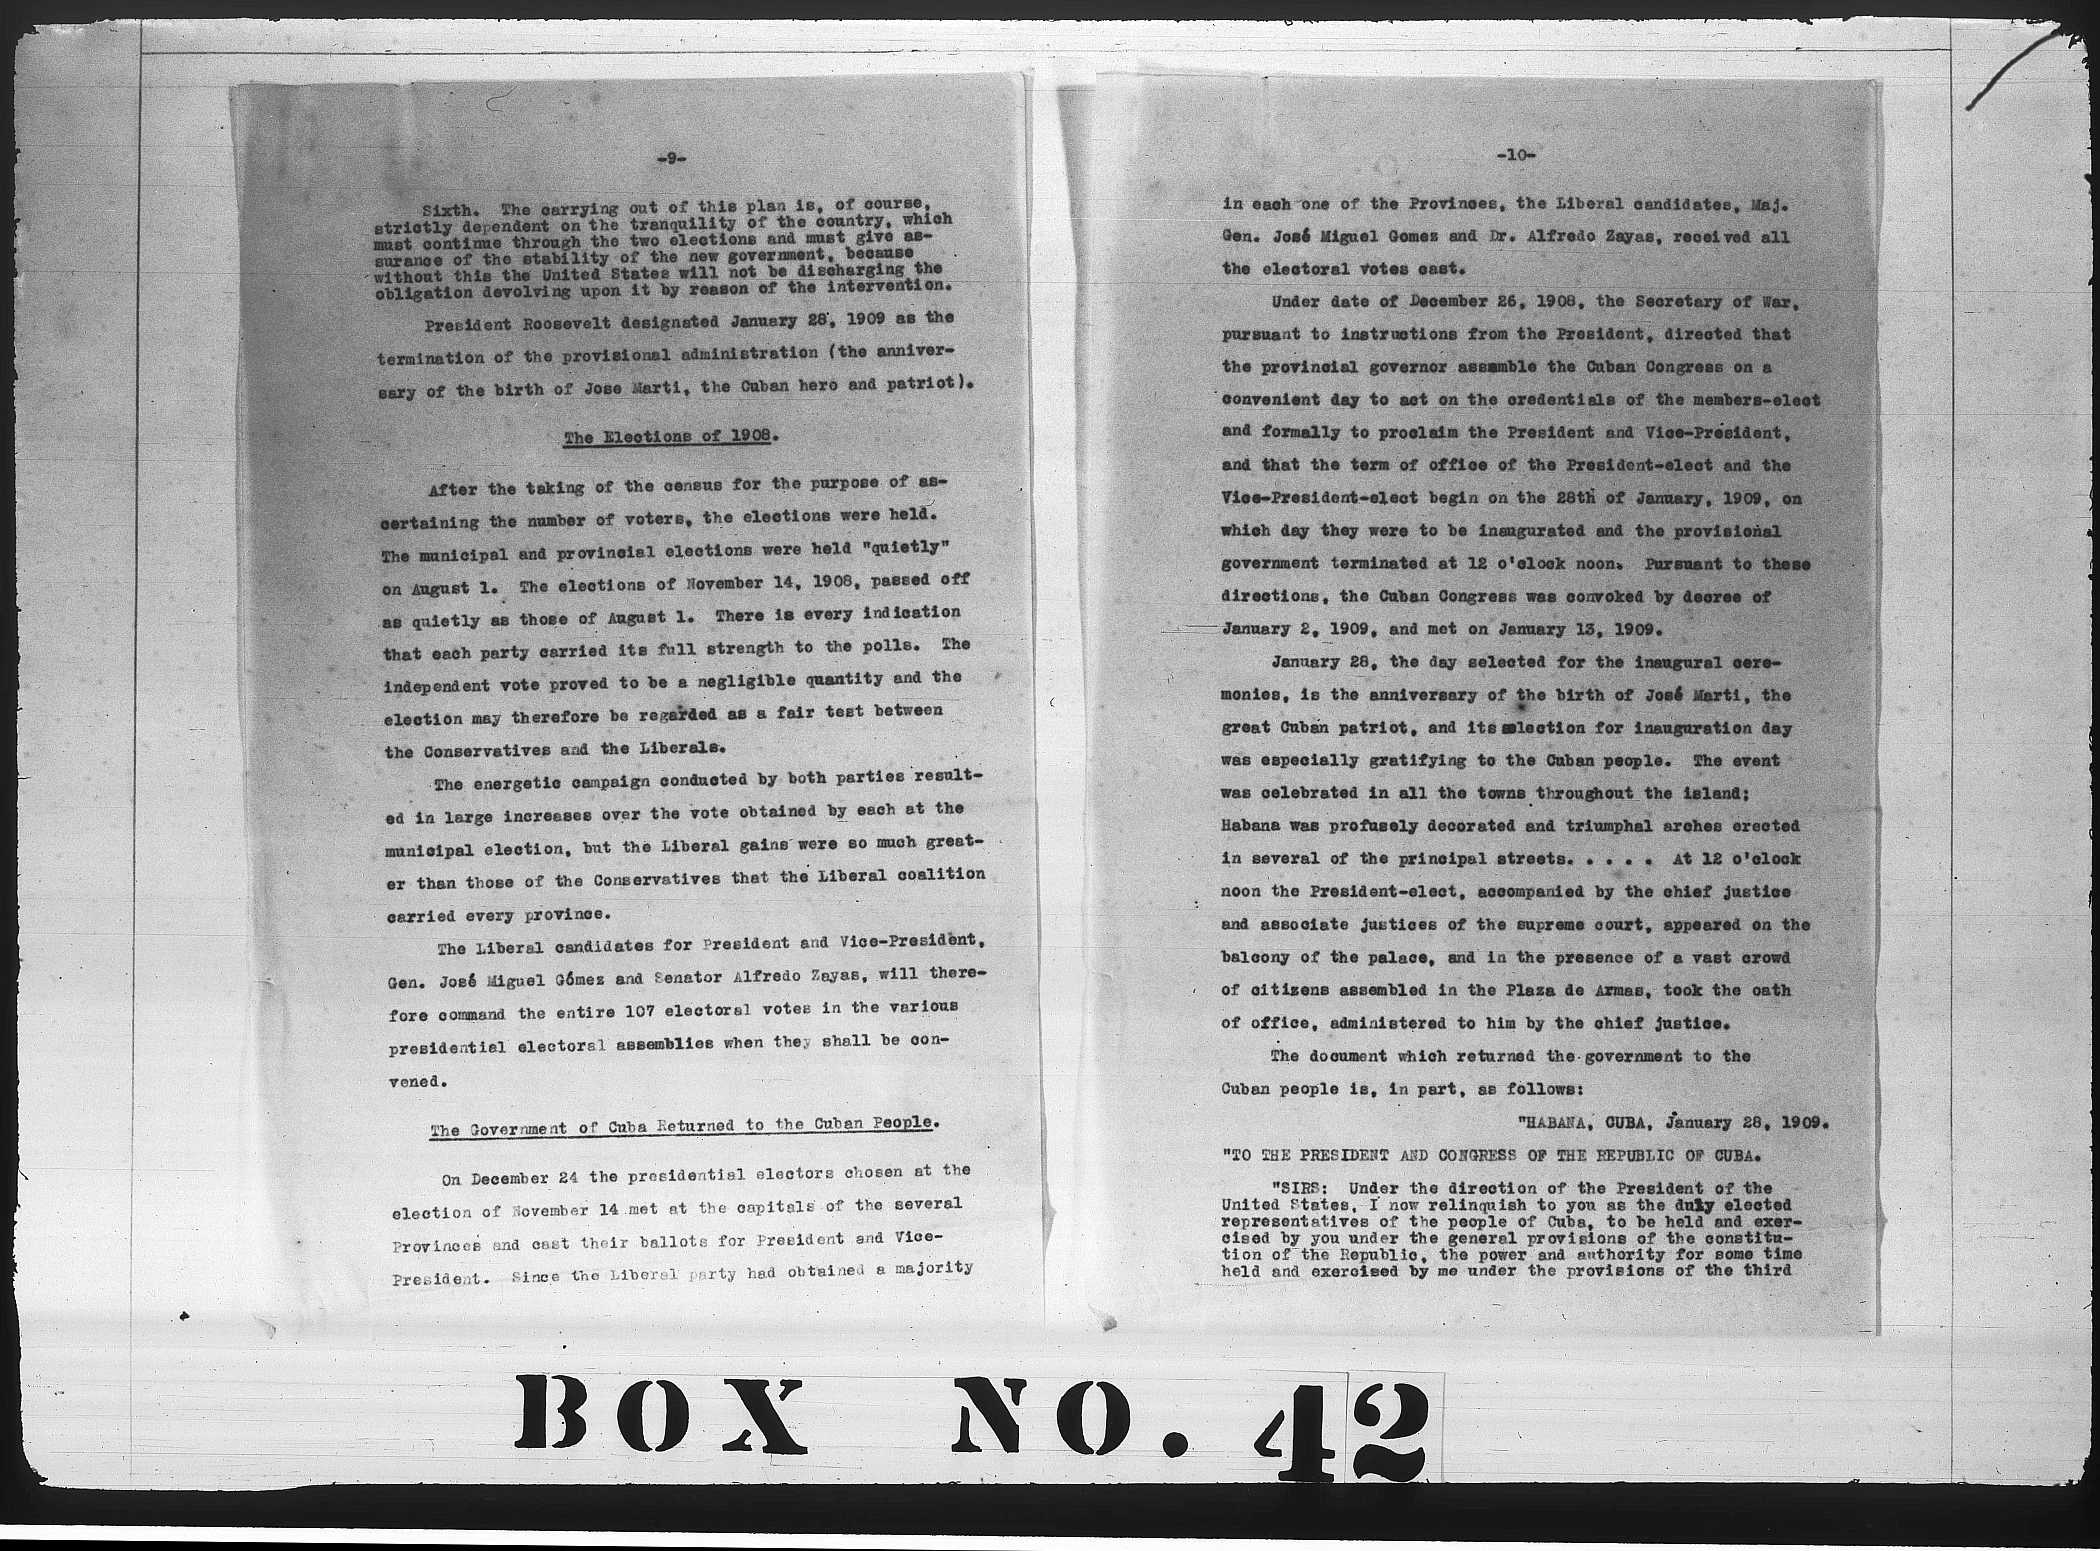 -9-
Sixth. The carrying out of this plan is, of course,
strictly dependent on the tranquility of the country, which
must continue through the two elections and must give as-
surance of the stability of the new government, because
without this the United States will not be discharging the
obligation devolving upon it by reason of the intervention.
President Roosevelt designated January 28, 1909 as the
termination of the provisional administration (the anniver-
sary of the birth of Jose Marti, the Cuban hero and patriot).
The Elections of 1908.
After the taking of the census for the purpose of as-
certaining the number of voters, the elections were held.
The municipal and provincial elections were held "quietly"
on August 1. The elections of November 14, 1908, passed off
as quietly as those of August 1. There is every indication
that each party carried its full strength to the polls. The
independent vote proved to be a negligible quantity and the
election may therefore be regarded as a fair test between
the Conservatives and the Liberals.
The energetic campaign conducted by both parties result-
ed in large increases over the vote obtained by each at the
municipal election, but the Liberal gains were so much great-
er than those of the Conservatives that the Liberal coalition
carried every province.
The Liberal candidates for President and Vice-President,
Gen. José Miguel Gómez and Senator Alfredo Zayas, will there-
fore command the entire 107 electoral votes in the various
presidential electoral assemblies when they shall be con-
vened.
The Government of Cuba Returned to the Cuban People.
On December 24 the presidential electors chosen at the
election of November 14 met at the capitals of the several
Provinces and cast their ballots for President and Vice-
President. Since the Liberal party had obtained a majority
-10-
in each one of the Provinces, the Liberal candidates, Maj.
Gen. José Miguel Gomez and Dr. Alfredo Zayas, received all
the electoral votes cast.
Under date of December 26, 1908, the Secretary of War,
pursuant to instructions from the President, directed that
the provincial governor assemble the Cuban Congress on a
convenient day to act on the credentials of the members-elect
and formally to proclaim the President and Vice-President,
and that the term of office of the President-elect and the
Vice-President-elect begin on the 28th of January, 1909, on
which day they were to be inaugurated and the provisional
government terminated at 12 o'clock noon. Pursuant to these
directions, the Cuban Congress was convoked by decree of
January 2, 1909, and met on January 13, 1909.
January 28, the day selected for the inaugural cere-
monies, is the anniversary of the birth of José Marti, the
great Cuban patriot, and its selection for inauguration day
was especially gratifying to the Cuban people. The event
was celebrated in all the towns throughout the island;
Habana was profusely decorated and triumphal arches erected
in several of the principal streets. . . . . At 12 o'clock
noon the President-elect, accompanied by the chief justice
and associate justices of the supreme court, appeared on the
balcony of the palace, and in the presence of a vast crowd
of citizens assembled in the Plaza de Armas, took the oath
of office, administered to him by the chief justice.
The document which returned the government to the
Cuban people is, in part, as follows:
"HABANA, CUBA, January 28, 1909.
"TO THE PRESIDENT AND CONGRESS OF THE REPUBLIC OF CUBA.
"SIRS: Under the direction of the President of the
United States, I now relinquish to you as the duly elected
representatives of the people of Cuba, to be held and exer-
cised by you under the general provisions of the constitu-
tion of the Republic, the power and authority for some time
held and exercised by me under the provisions of the third
BOX NO. 42